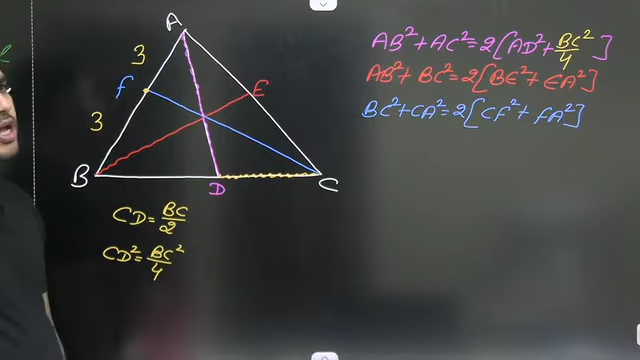 A
3
F
E
3
B
D
C
CD = BC/2
CD² = BC²/4
AB² + AC² = 2[AD² + BC²/4]
AB² + BC² = 2[BE² + EA²]
BC² + CA² = 2[CF² + FA²]